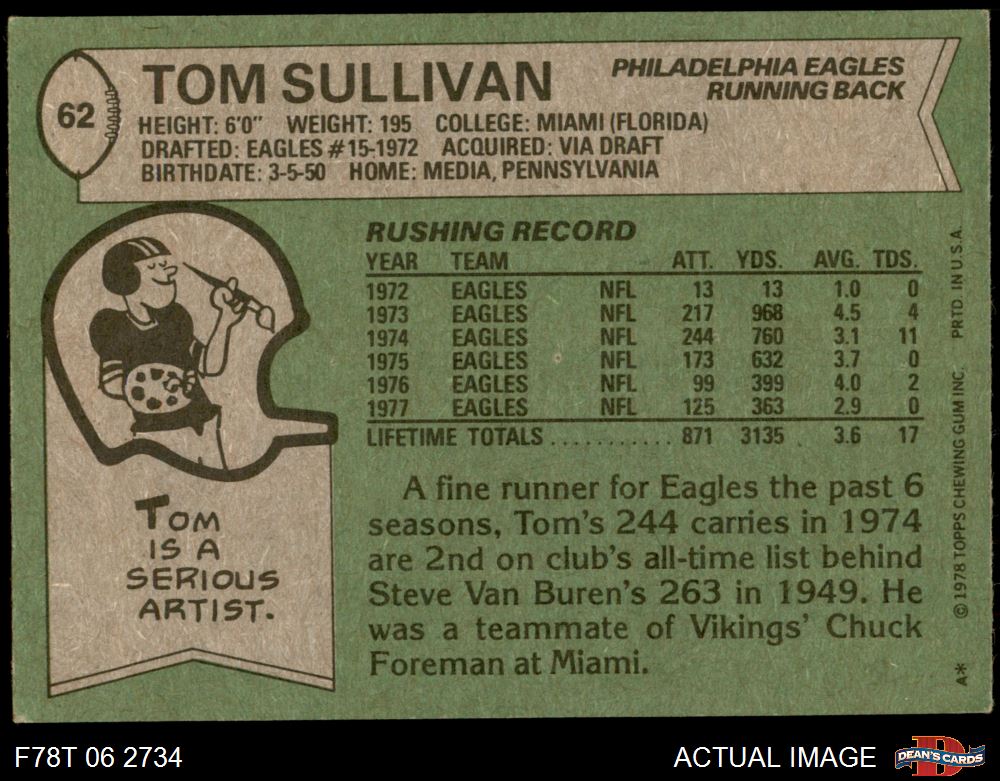 62
TOM SULLIVAN
PHILADELPHIA EAGLES
RUNNING BACK
HEIGHT: 6'0" WEIGHT: 195 COLLEGE: MIAMI (FLORIDA)
DRAFTED: EAGLES #15-1972 ACQUIRED: VIA DRAFT
BIRTHDATE: 3-5-50 HOME: MEDIA, PENNSYLVANIA
RUSHING RECORD
YEAR TEAM ATT. YDS. AVG. TDS.
1972 EAGLES NFL 13 13 1.0 0
1973 EAGLES NFL 217 968 4.5 4
1974 EAGLES NFL 244 760 3.1 11
1975 EAGLES NFL 173 632 3.7 0
1976 EAGLES NFL 99 399 4.0 2
1977 EAGLES NFL 125 363 2.9 0
LIFETIME TOTALS ........... 871 3135 3.6 17
A fine runner for Eagles the past 6
seasons, Tom's 244 carries in 1974
are 2nd on club's all-time list behind
Steve Van Buren's 263 in 1949. He
was a teammate of Vikings' Chuck
Foreman at Miami.
TOM
IS A
SERIOUS
ARTIST.
A* © 1978 TOPPS CHEWING GUM INC. PRTD. IN U.S.A.
F78T 06 2734
ACTUAL IMAGE
D
DEAN'S CARDS